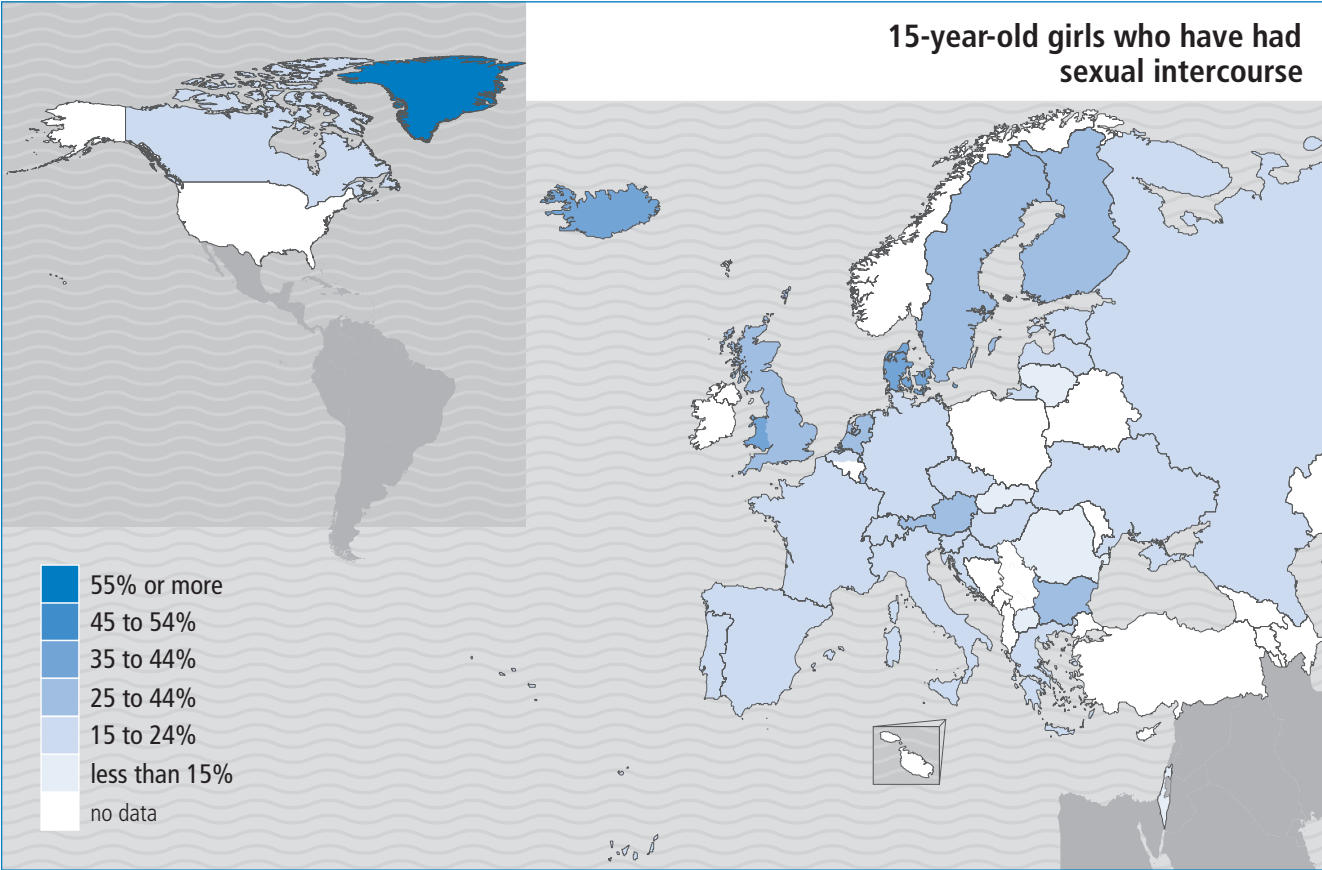 15-year-old girls who have had
sexual intercourse
55% or more
45 to 54%
35 to 44%
25 to 44%
15 to 24%
less than 15%
no data